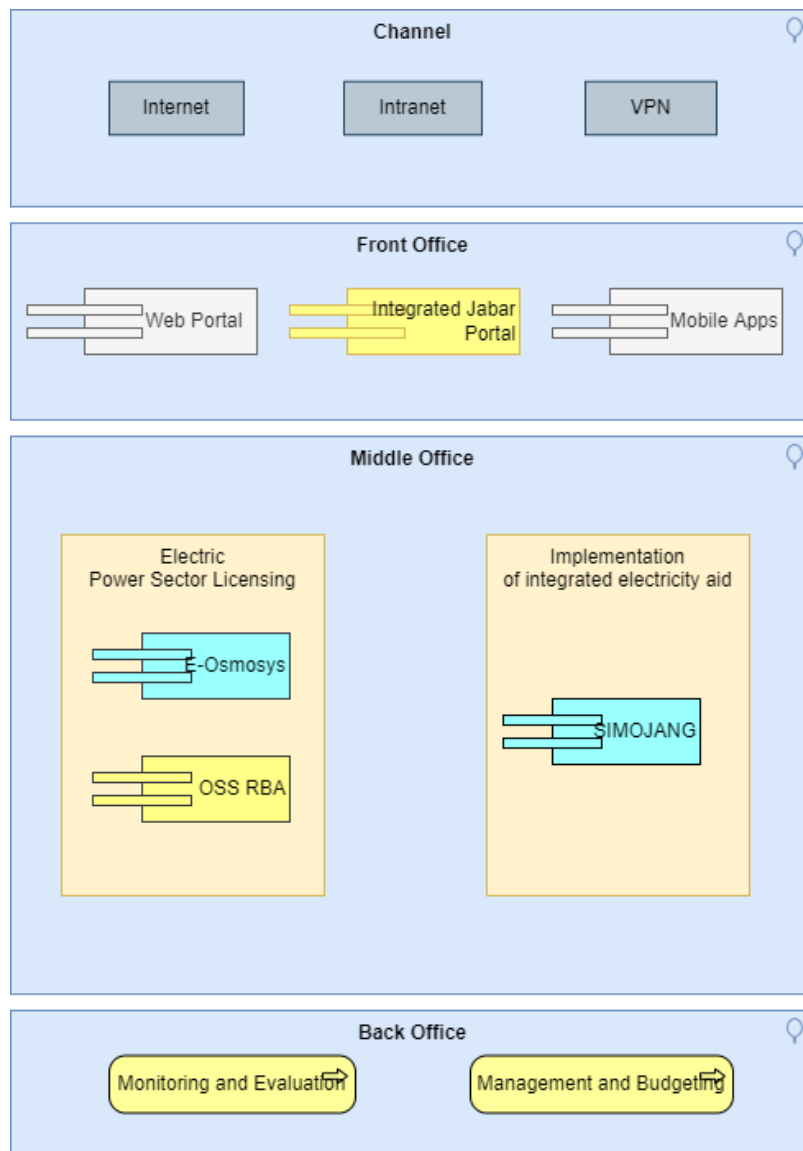 Channel
Internet
Intranet
VPN
Front Office
Web Portal
Integrated Jabar
Portal
Mobile Apps
Middle Office
Electric
Power Sector Licensing
E-Osmosys
OSS RBA
Implementation
of integrated electricity aid
SIMOJANG
Back Office
Monitoring and Evaluation
Management and Budgeting